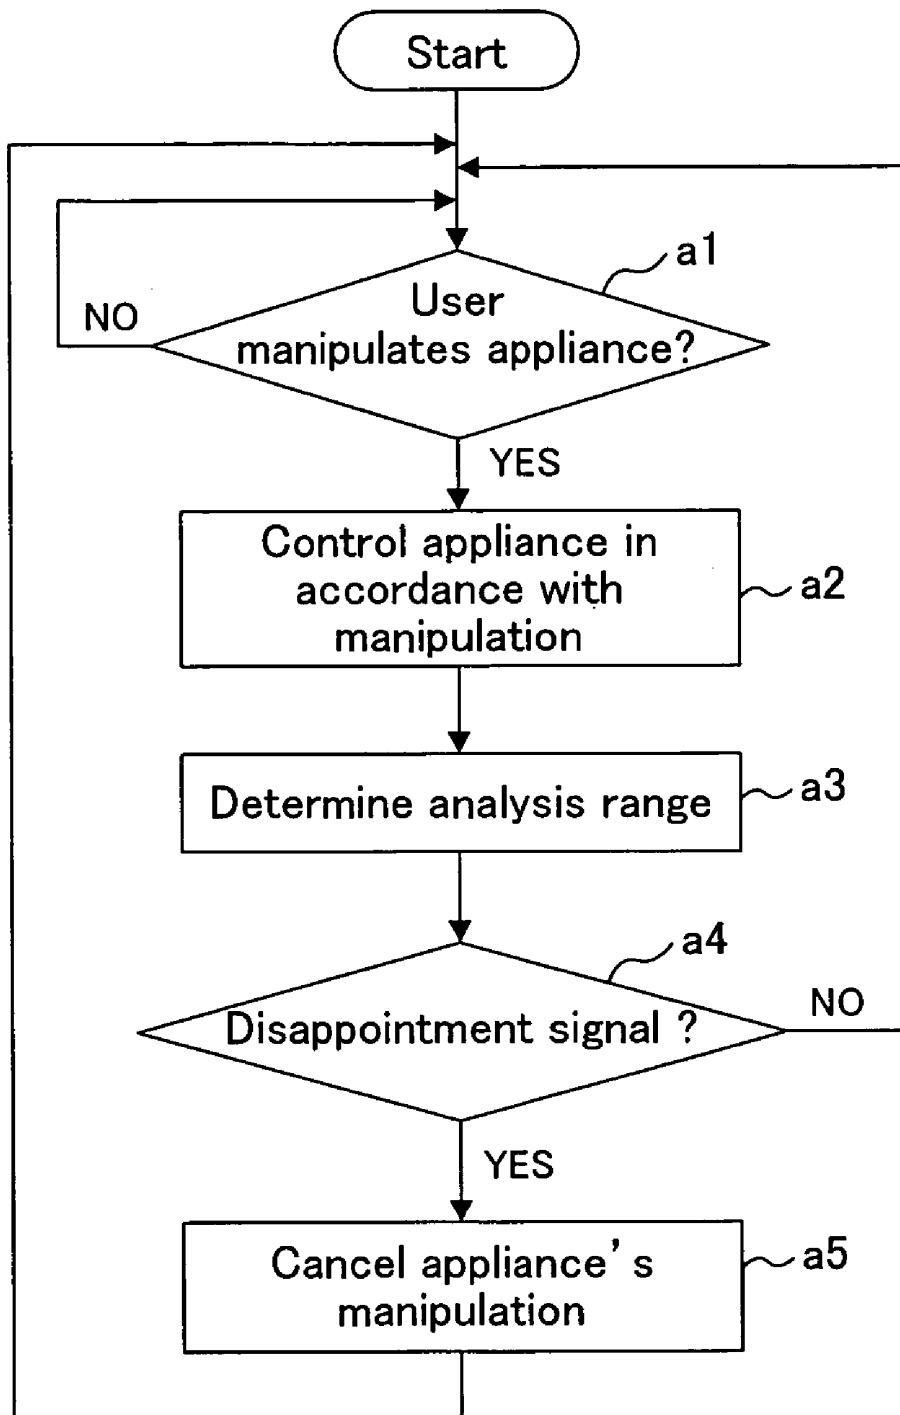 Start
a1
User
manipulates appliance?
NO
YES
Control appliance in
accordance with
manipulation
a2
Determine analysis range
a3
a4
Disappointment signal ?
NO
YES
Cancel appliance's
manipulation
a5